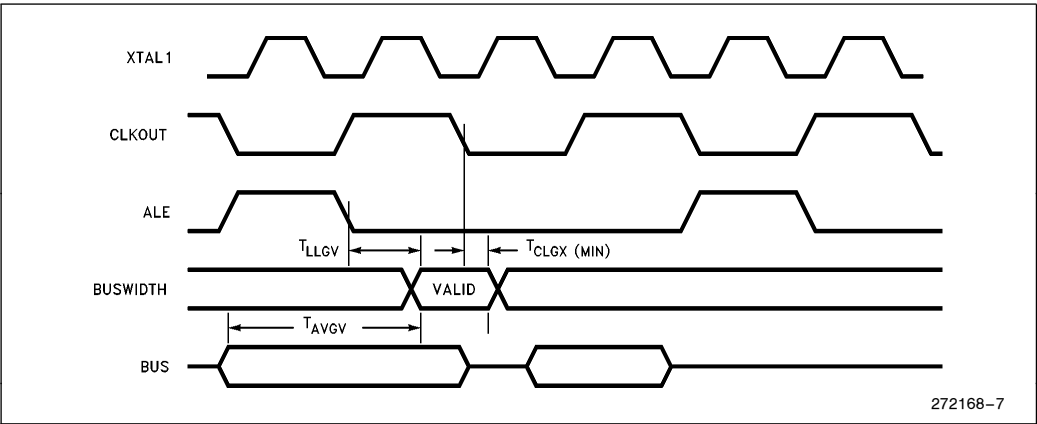 XTAL1
CLKOUT
ALE
TLLGV
TCLGX (MIN)
BUSWIDTH
VALID
TAVGV
BUS
272168–7